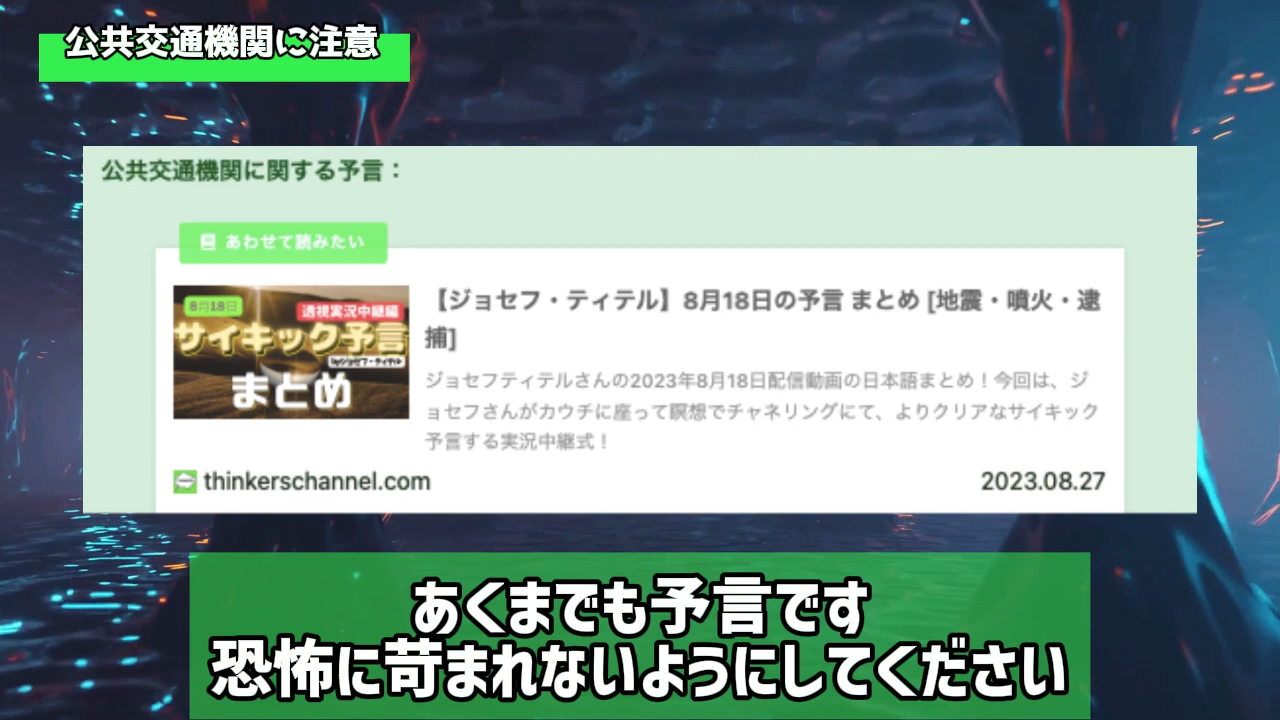 公共交通機関に注意
公共交通機関に関する予言：
あわせて読みたい
8月18日
透視実況中継編
サイキック予言
byジョセフ・ティテル
まとめ
【ジョセフ・ティテル】8月18日の予言 まとめ [地震・噴火・逮
捕]
ジョセフティテルさんの2023年8月18日配信動画の日本語まとめ！今回は、ジ
ョセフさんがカウチに座って瞑想でチャネリングにて、よりクリアなサイキック
予言する実況中継式！
thinkerschannel.com
2023.08.27
あくまでも予言です
恐怖に苛まれないようにしてください